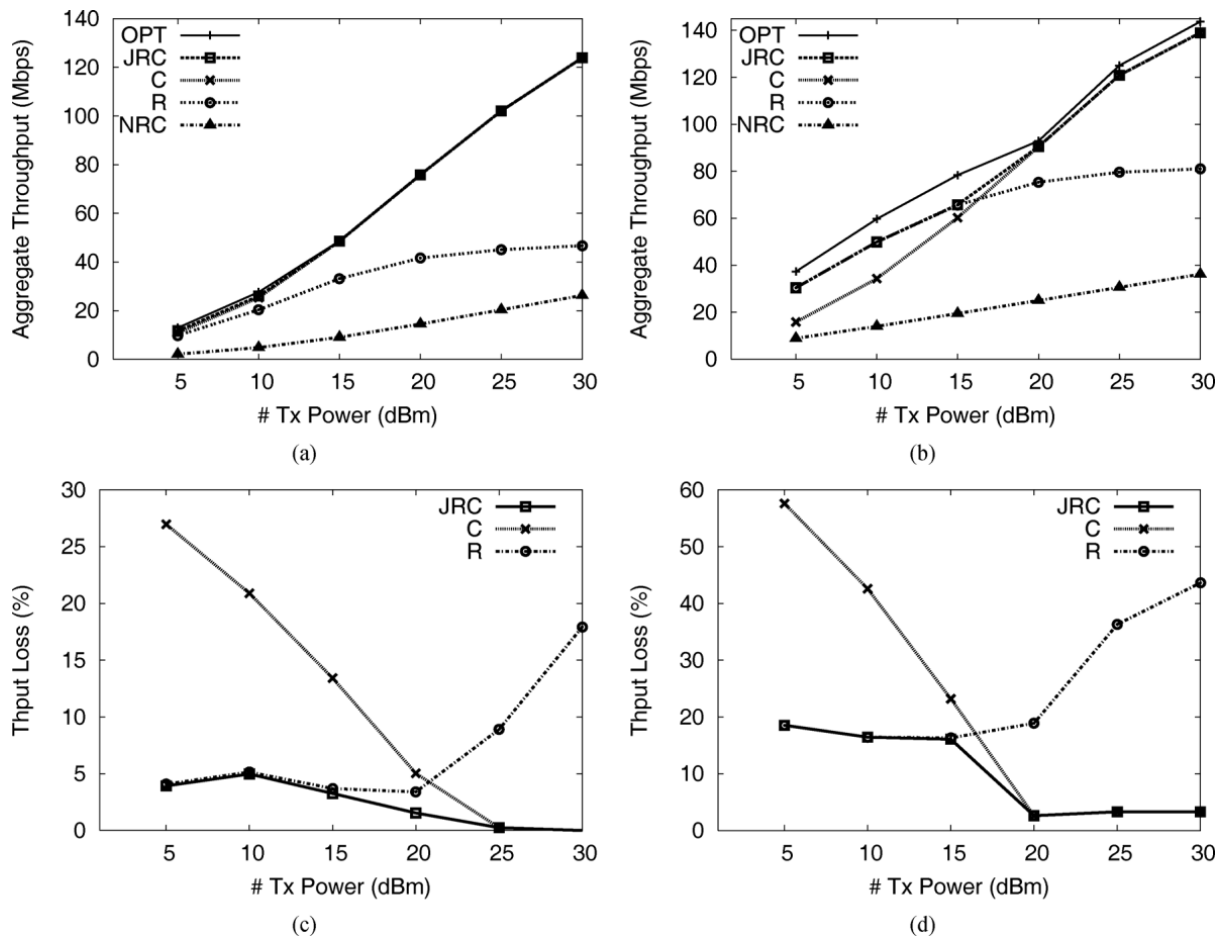 140
120
100
80
60
40
20
0
Aggregate Throughput (Mbps)
OPT
JRC
C
R
NRC
5 10 15 20 25 30
# Tx Power (dBm)
(a)
140
120
100
80
60
40
20
0
Aggregate Throughput (Mbps)
OPT
JRC
C
R
NRC
5 10 15 20 25 30
# Tx Power (dBm)
(b)
30
25
20
15
10
5
0
Thput Loss (%)
JRC
C
R
5 10 15 20 25 30
# Tx Power (dBm)
(c)
60
50
40
30
20
10
0
Thput Loss (%)
JRC
C
R
5 10 15 20 25 30
# Tx Power (dBm)
(d)